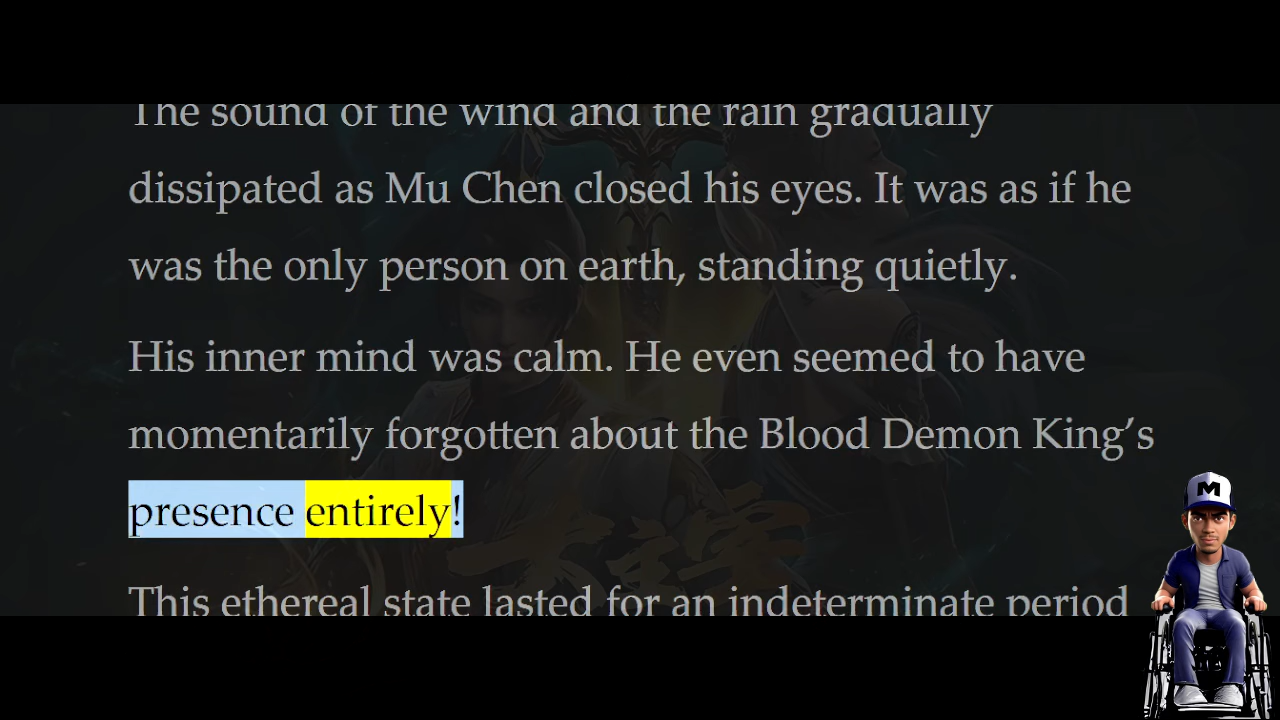 The sound of the wind and the rain gradually
dissipated as Mu Chen closed his eyes. It was as if he
was the only person on earth, standing quietly.
His inner mind was calm. He even seemed to have
momentarily forgotten about the Blood Demon King’s
presence entirely!
This ethereal state lasted for an indeterminate period
M